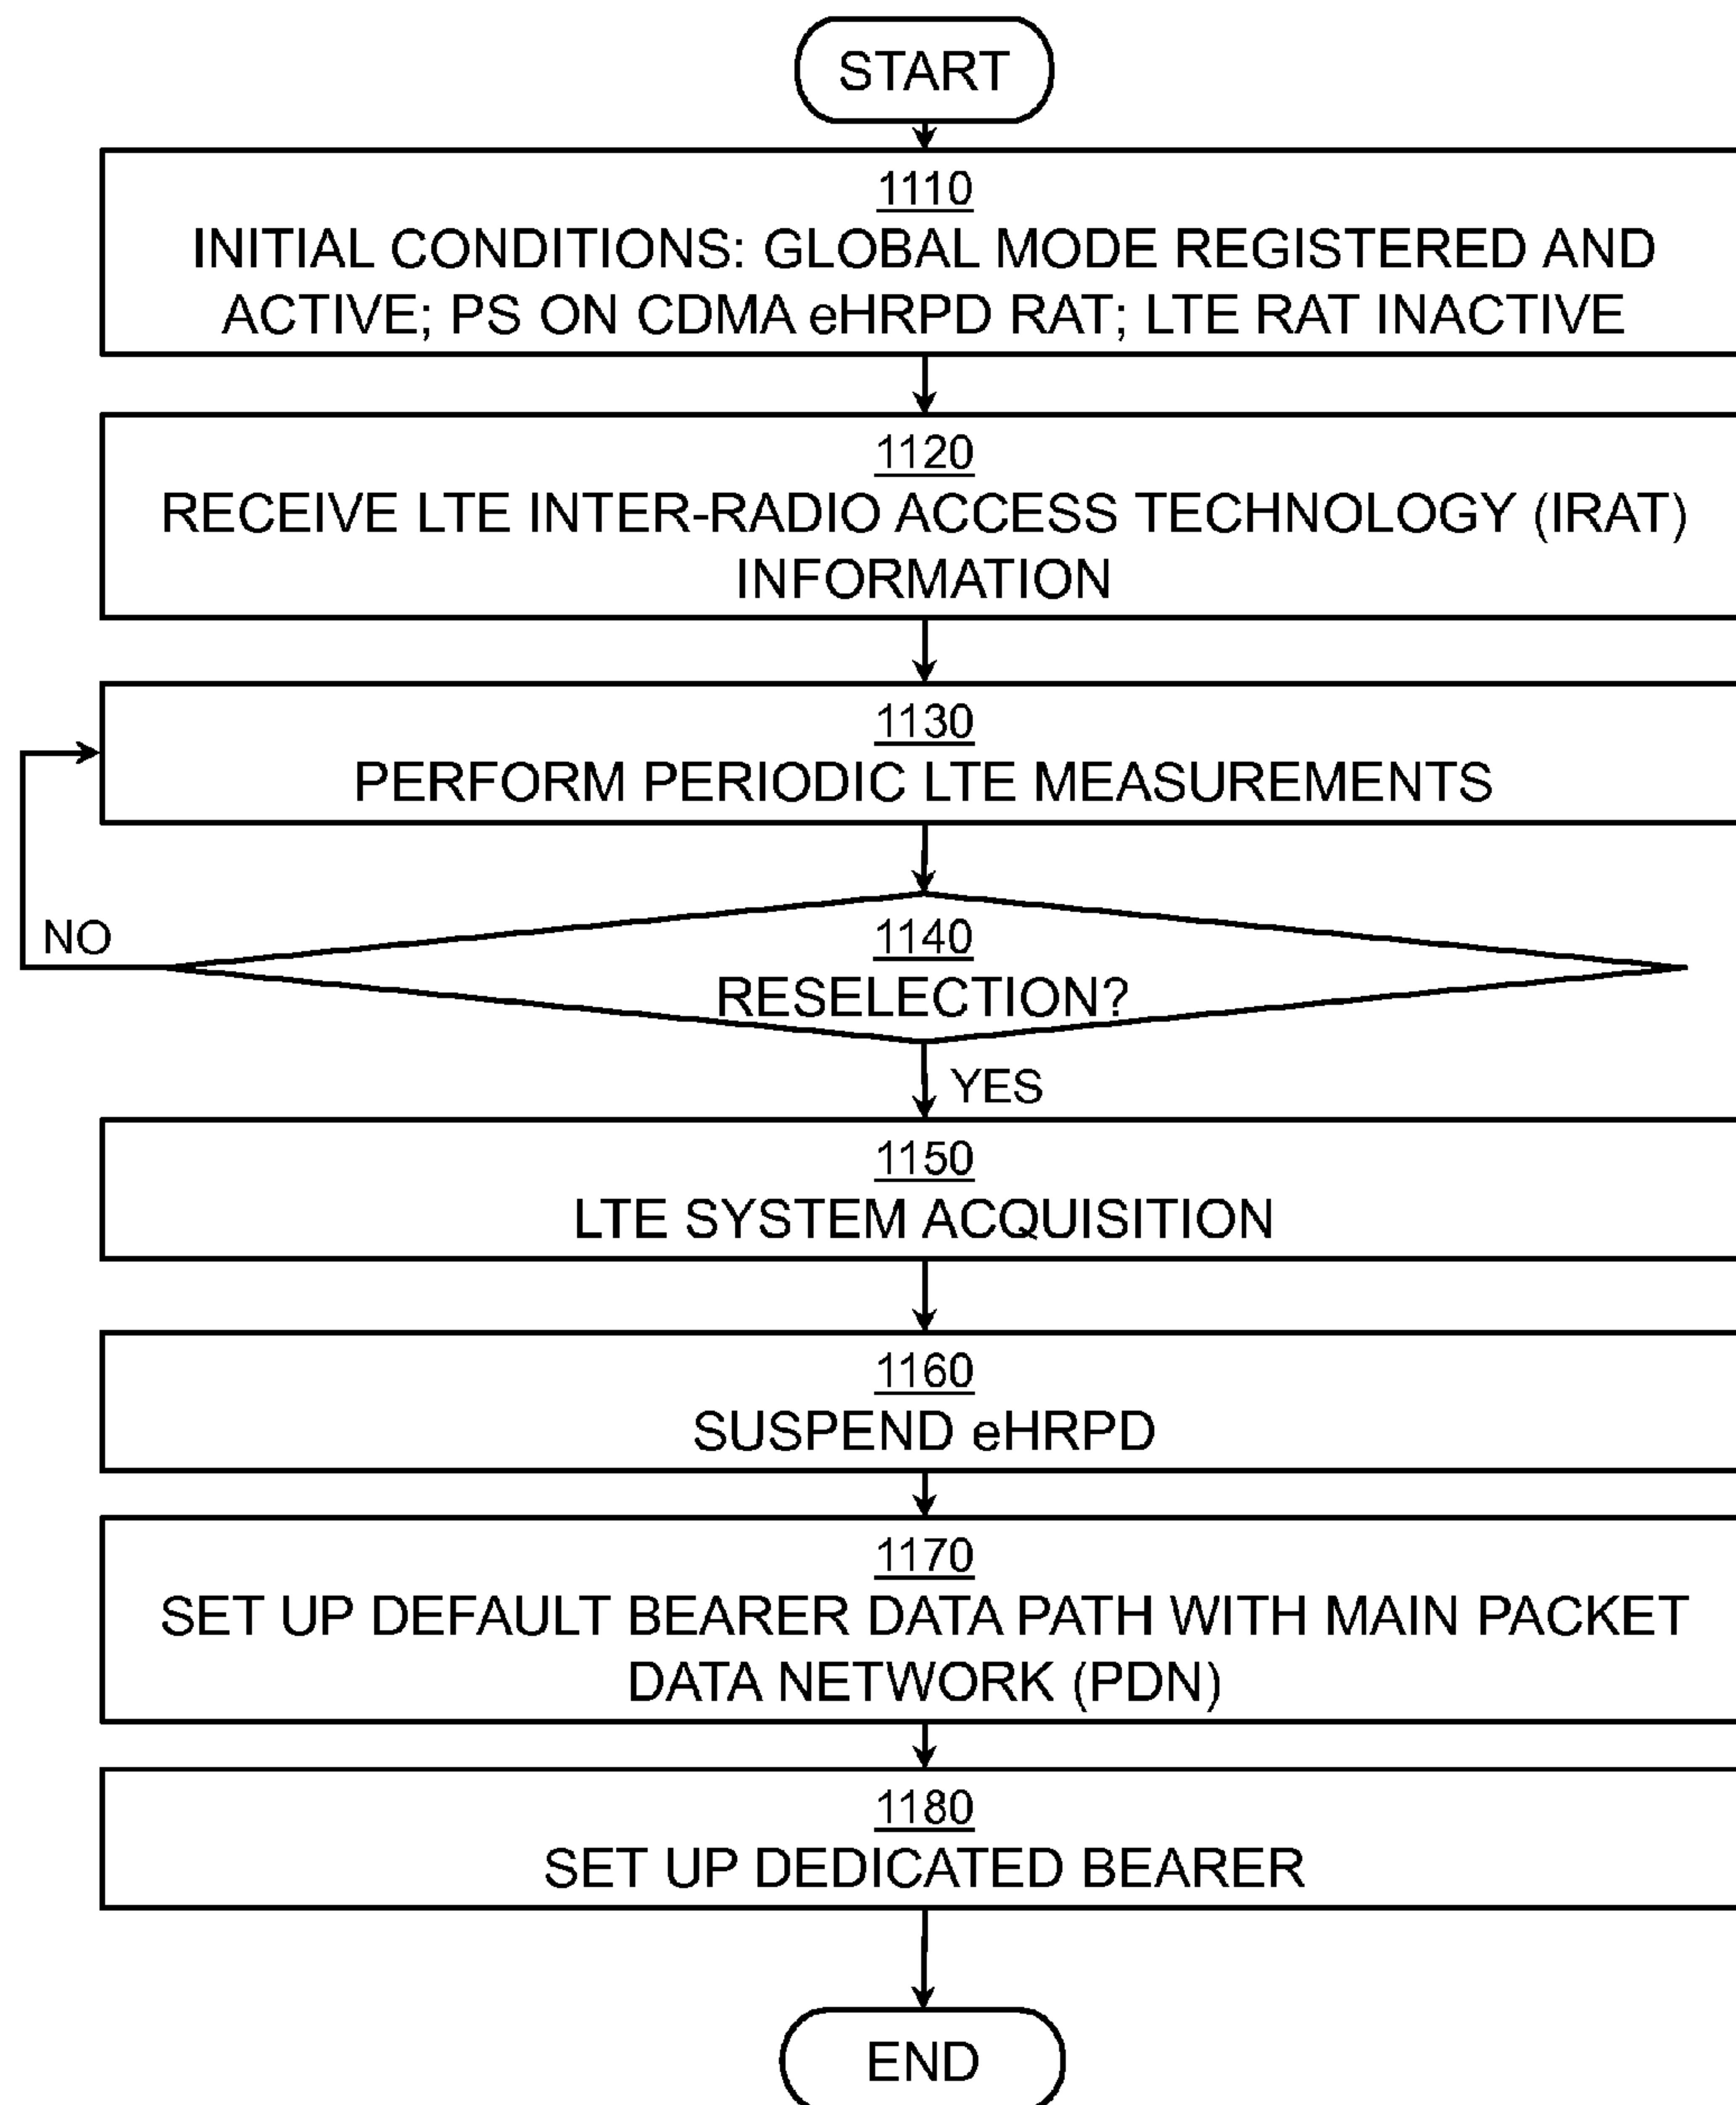 START
1110
INITIAL CONDITIONS: GLOBAL MODE REGISTERED AND
ACTIVE; PS ON CDMA eHRPD RAT; LTE RAT INACTIVE
1120
RECEIVE LTE INTER-RADIO ACCESS TECHNOLOGY (IRAT)
INFORMATION
1130
PERFORM PERIODIC LTE MEASUREMENTS
NO
1140
RESELECTION?
YES
1150
LTE SYSTEM ACQUISITION
1160
SUSPEND eHRPD
1170
SET UP DEFAULT BEARER DATA PATH WITH MAIN PACKET
DATA NETWORK (PDN)
1180
SET UP DEDICATED BEARER
END